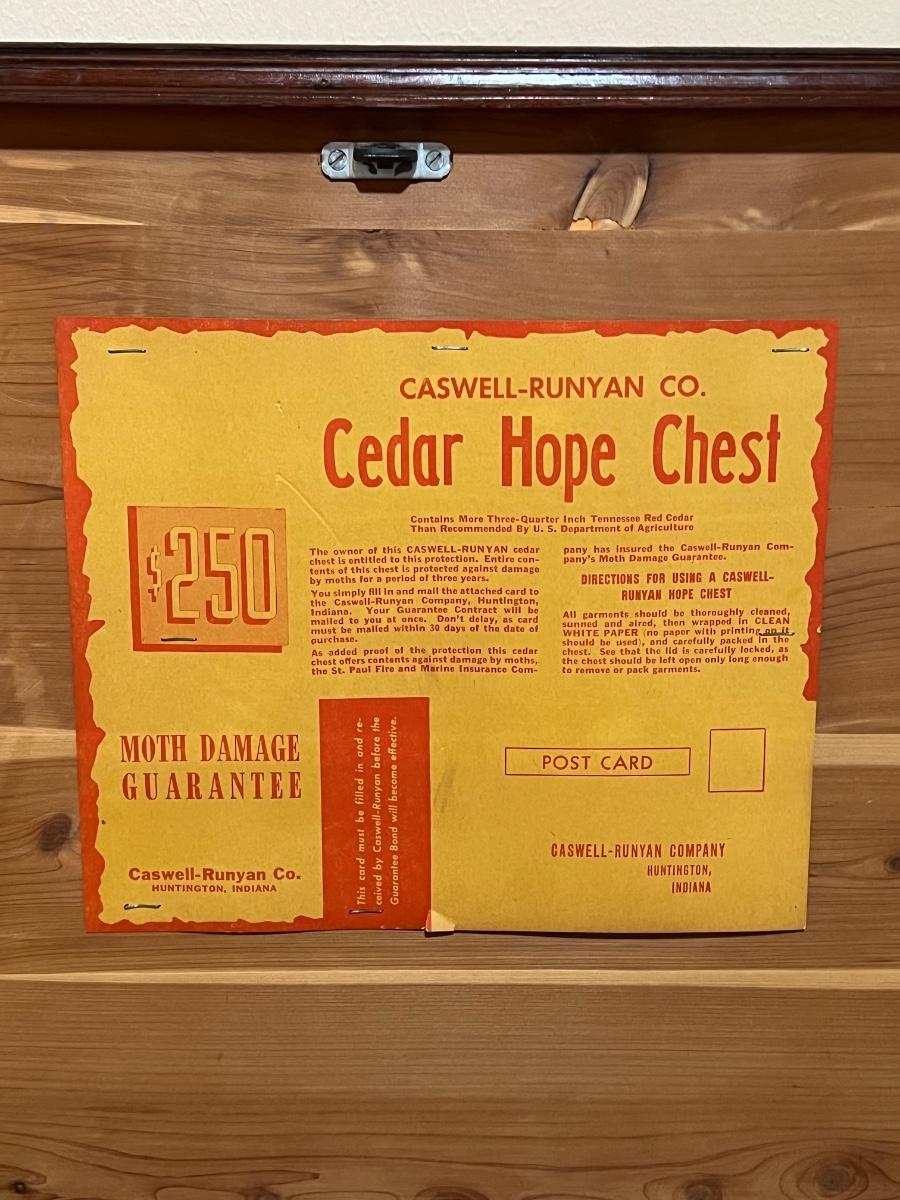 CASWELL-RUNYAN CO.
Cedar Hope Chest
Contains More Three-Quarter Inch Tennessee Red Cedar
Than Recommended By U. S. Department of Agriculture
$250
The owner of this CASWELL-RUNYAN cedar
chest is entitled to this protection. Entire con-
tents of this chest is protected against damage
by moths for a period of three years.
You simply fill in and mail the attached card to
the Caswell-Runyan Company, Huntington,
Indiana. Your Guarantee Contract will be
mailed to you at once. Don't delay, as card
must be mailed within 30 days of the date of
purchase.
As added proof of the protection this cedar
chest offers contents against damage by moths,
the St. Paul Fire and Marine Insurance Com-
pany has insured the Caswell-Runyan Com-
pany's Moth Damage Guarantee.
DIRECTIONS FOR USING A CASWELL-
RUNYAN HOPE CHEST
All garments should be thoroughly cleaned,
sunned and aired, then wrapped in CLEAN
WHITE PAPER (no paper with printing on it
should be used), and carefully packed in the
chest. See that the lid is carefully locked, as
the chest should be left open only long enough
to remove or pack garments.
MOTH DAMAGE
GUARANTEE
Caswell-Runyan Co.
HUNTINGTON, INDIANA
This card must be filled in and re-
ceived by Caswell-Runyan before the
Guarantee Bond will become effective.
POST CARD
CASWELL-RUNYAN COMPANY
HUNTINGTON,
INDIANA